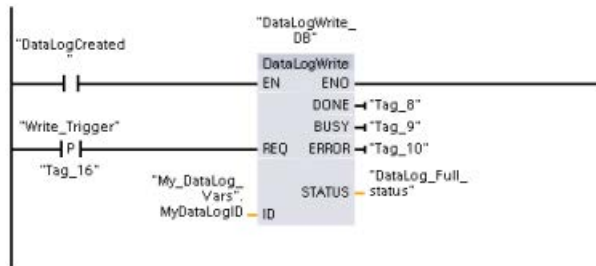 "DataLogWrite_
DB"
"DataLogCreated
"
DataLogWrite
EN ENO
DONE "Tag_8"
"Write_Trigger"
BUSY "Tag_9"
P REQ ERROR "Tag_10"
"Tag_16"
"My_DataLog_
Vars".
MyDataLogID ID
"DataLog_Full_
STATUS status"